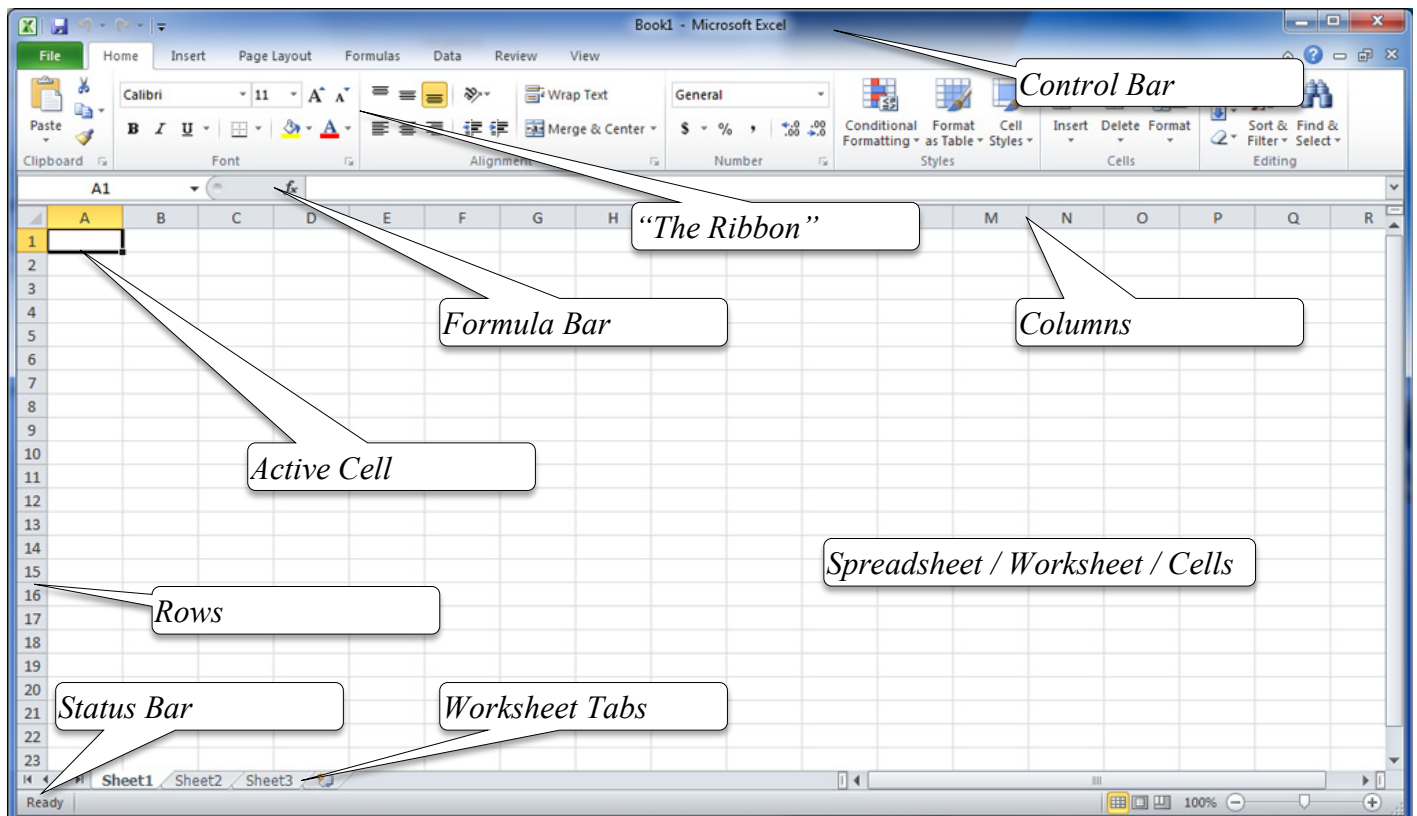 Book1 - Microsoft Excel
File Home Insert Page Layout Formulas Data Review View
Control Bar
Calibri 11 A A Wrap Text General
Paste B I U A Merge & Center $ % , .0 .00 .00 .0 Conditional Formatting Format as Table Cell Styles Insert Delete Format Sort & Filter Find & Select
Clipboard Font Alignment Number Styles Cells Editing
A1 fx
A B C D E F G H M N O P Q R
“The Ribbon”
1
2
3
4
Formula Bar
Columns
5
6
7
8
9
10
Active Cell
11
12
13
14
Spreadsheet / Worksheet / Cells
15
16
Rows
17
18
19
20
Status Bar
Worksheet Tabs
21
22
23
Sheet1 Sheet2 Sheet3
Ready 100%